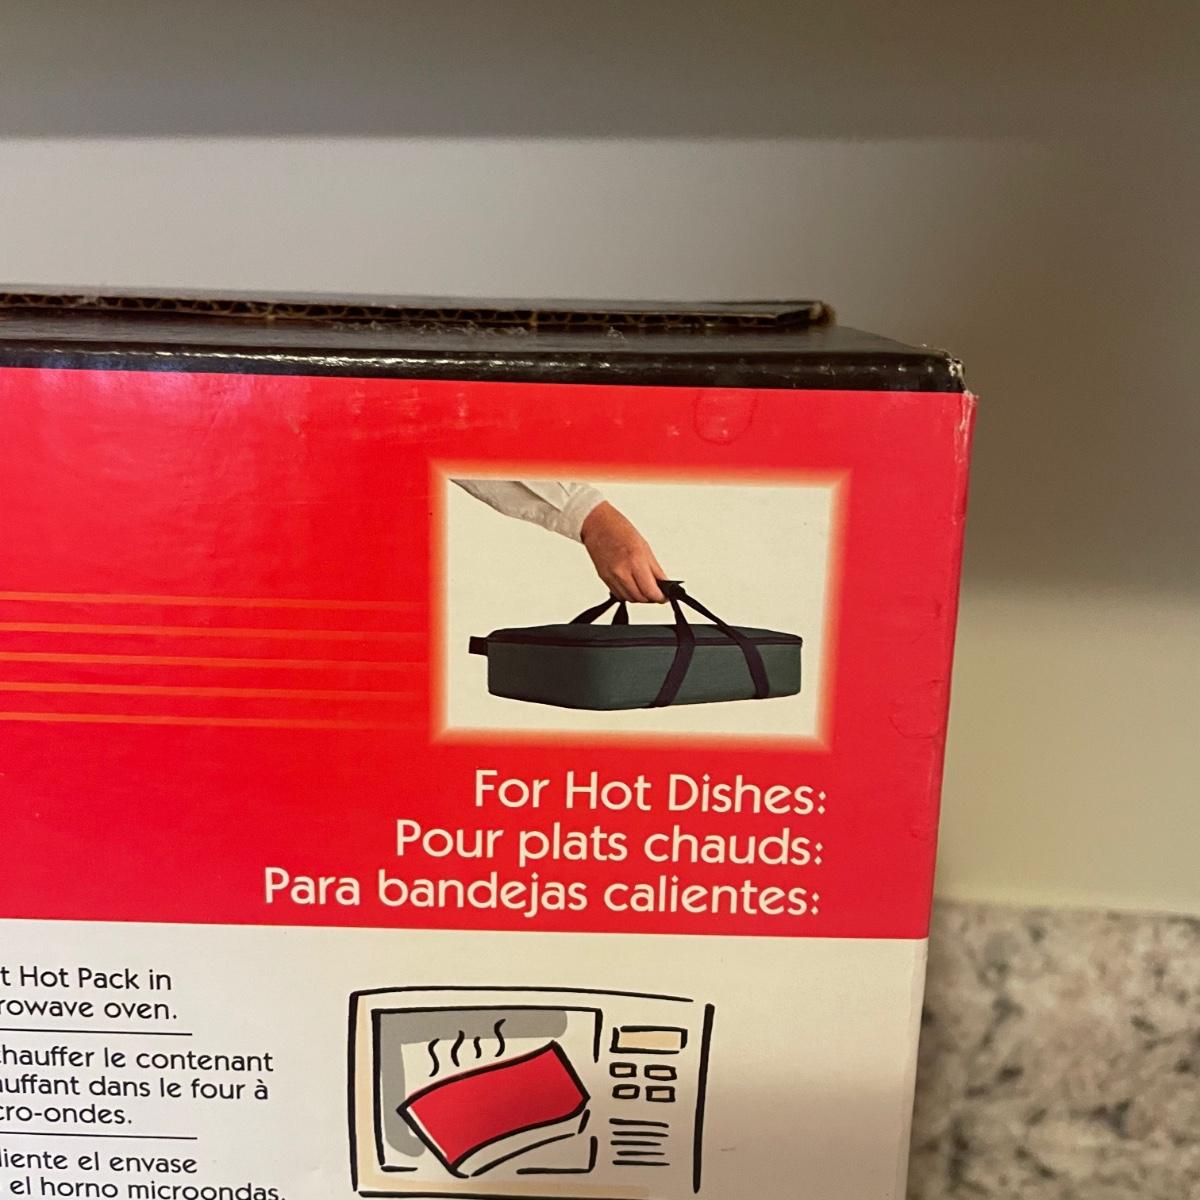 For Hot Dishes:
Pour plats chauds:
Para bandejas calientes:
t Hot Pack in
rowave oven.
hauffer le contenant
uffant dans le four à
cro-ondes.
liente el envase
el horno microondas.